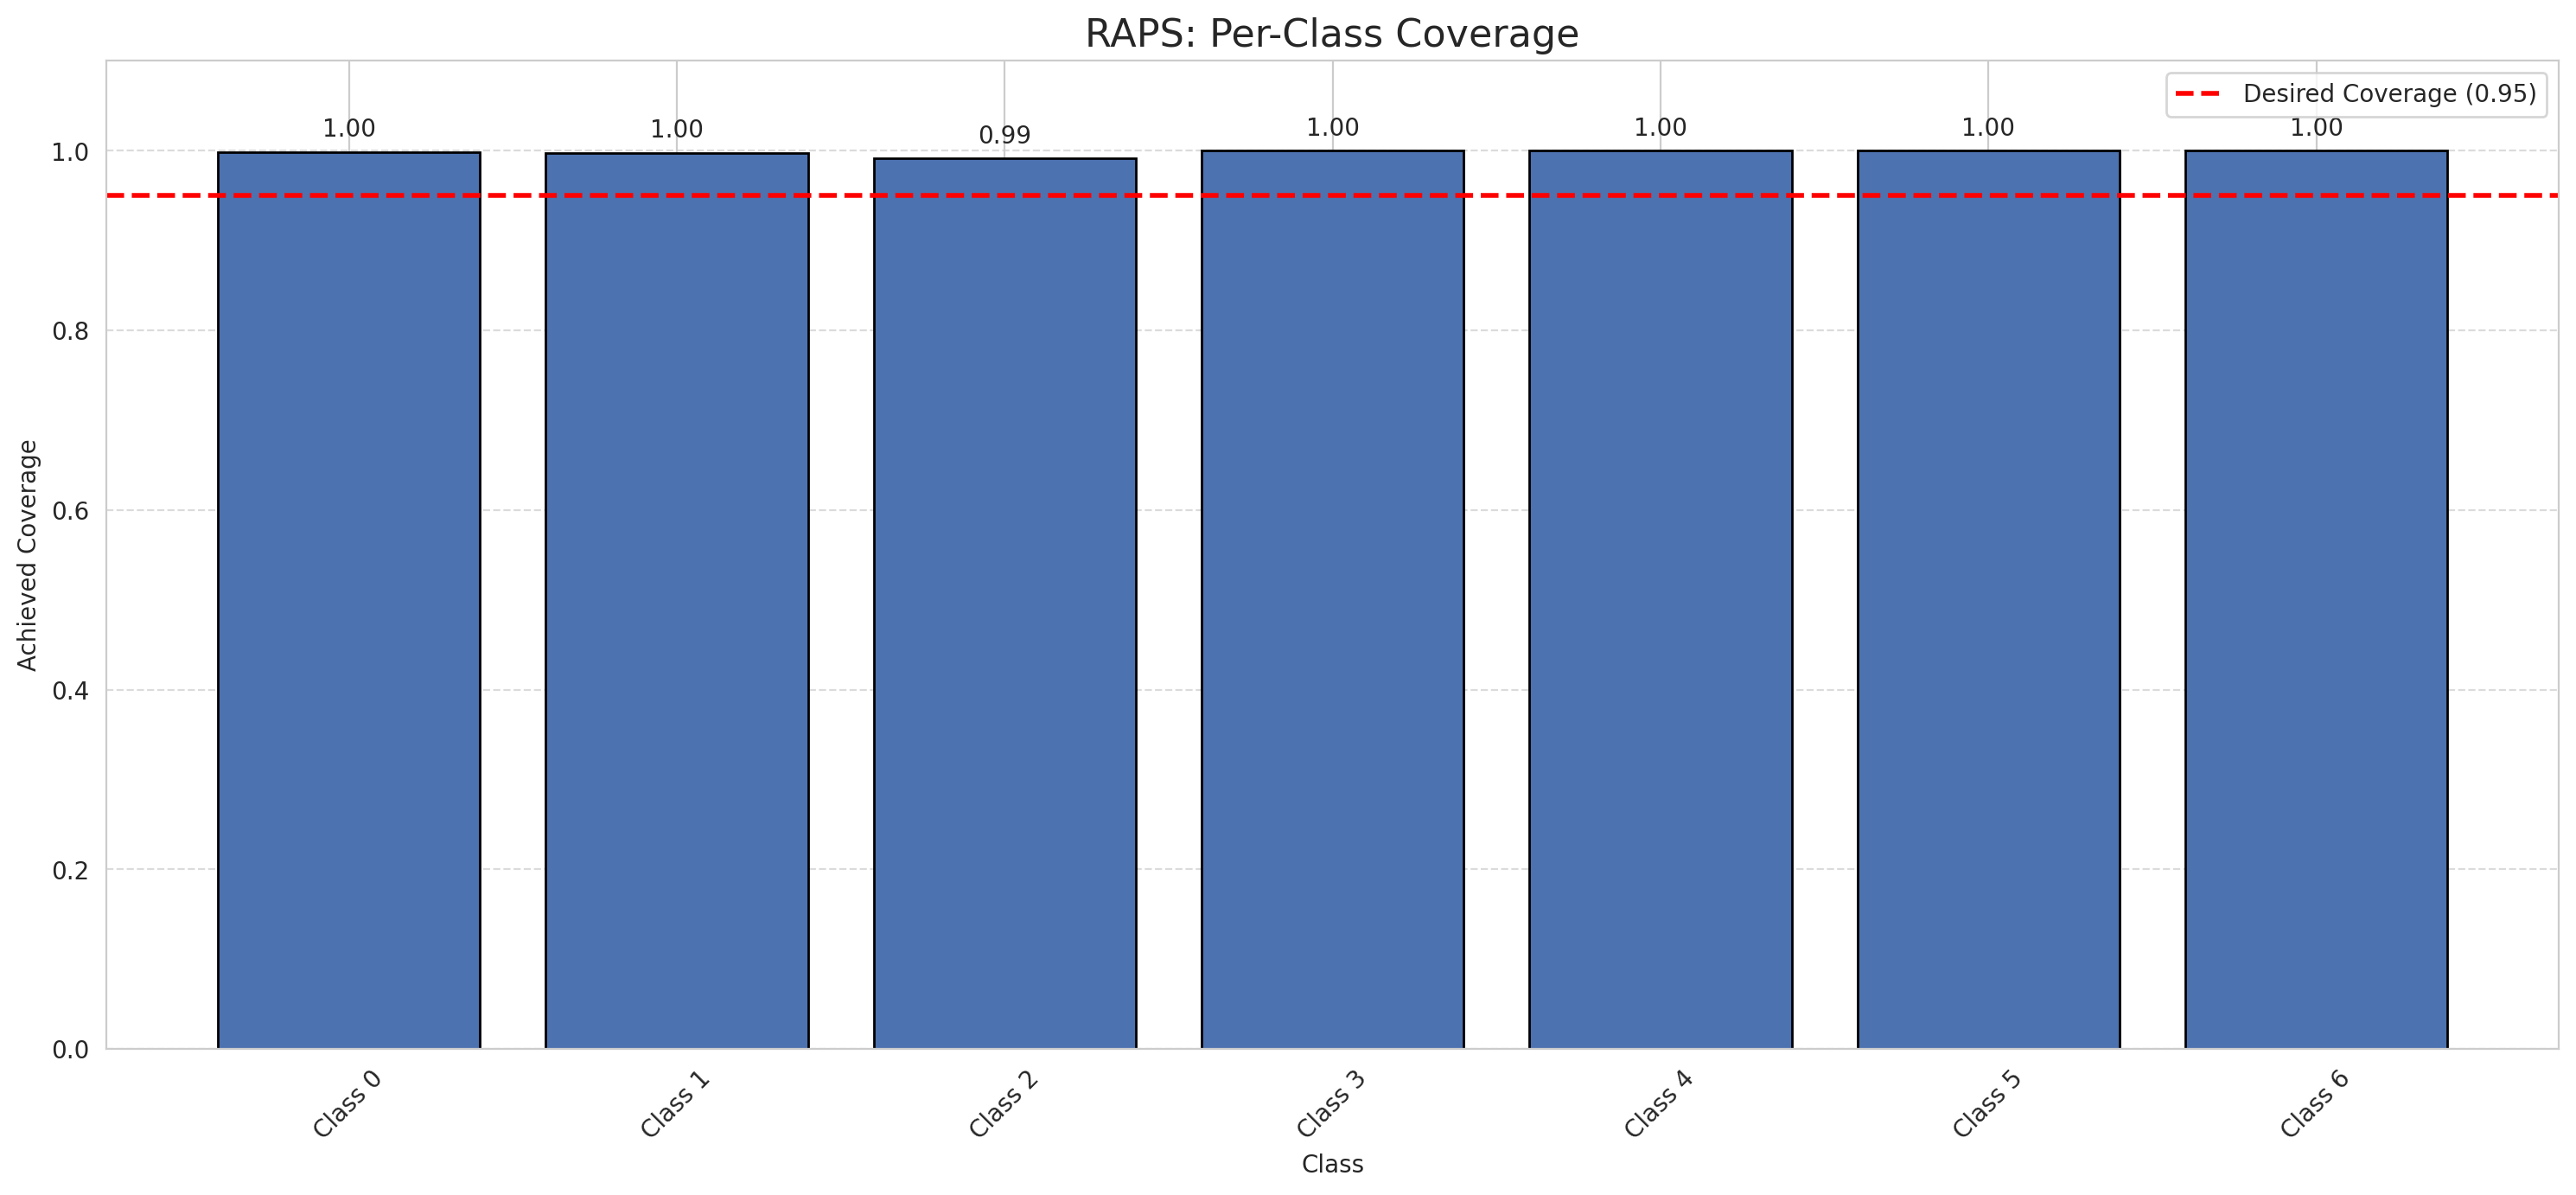 RAPS: Per-Class Coverage
Desired Coverage (0.95)
1.00
1.00
0.99
1.00
1.00
1.00
1.00
1.0
0.8
0.6
0.4
0.2
0.0
Achieved Coverage
Class 0
Class 1
Class 2
Class 3
Class 4
Class 5
Class 6
Class